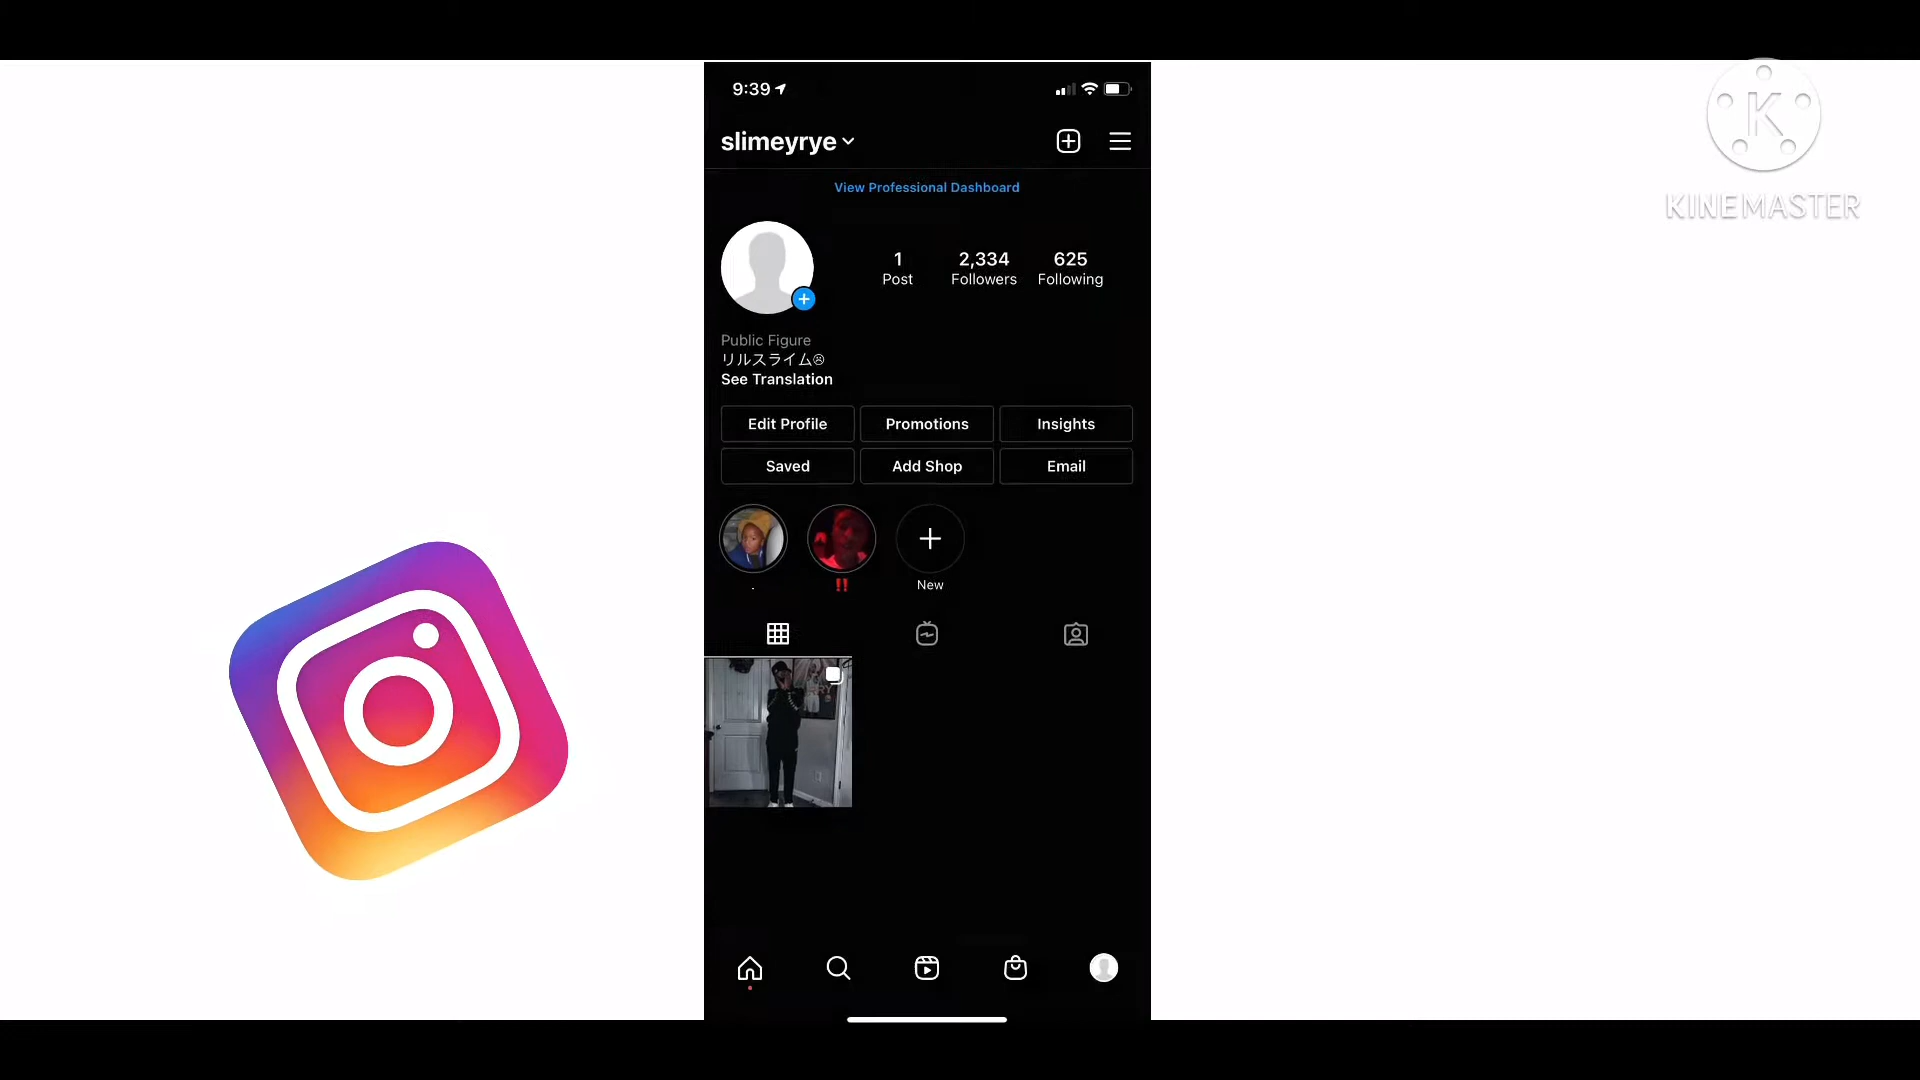 9:39
slimeyrye
View Professional Dashboard
1 2,334 625
Post Followers Following
Public Figure
リルスライム☹
See Translation
Edit Profile Promotions Insights
Saved Add Shop Email
. ‼ New
K
KINEMASTER